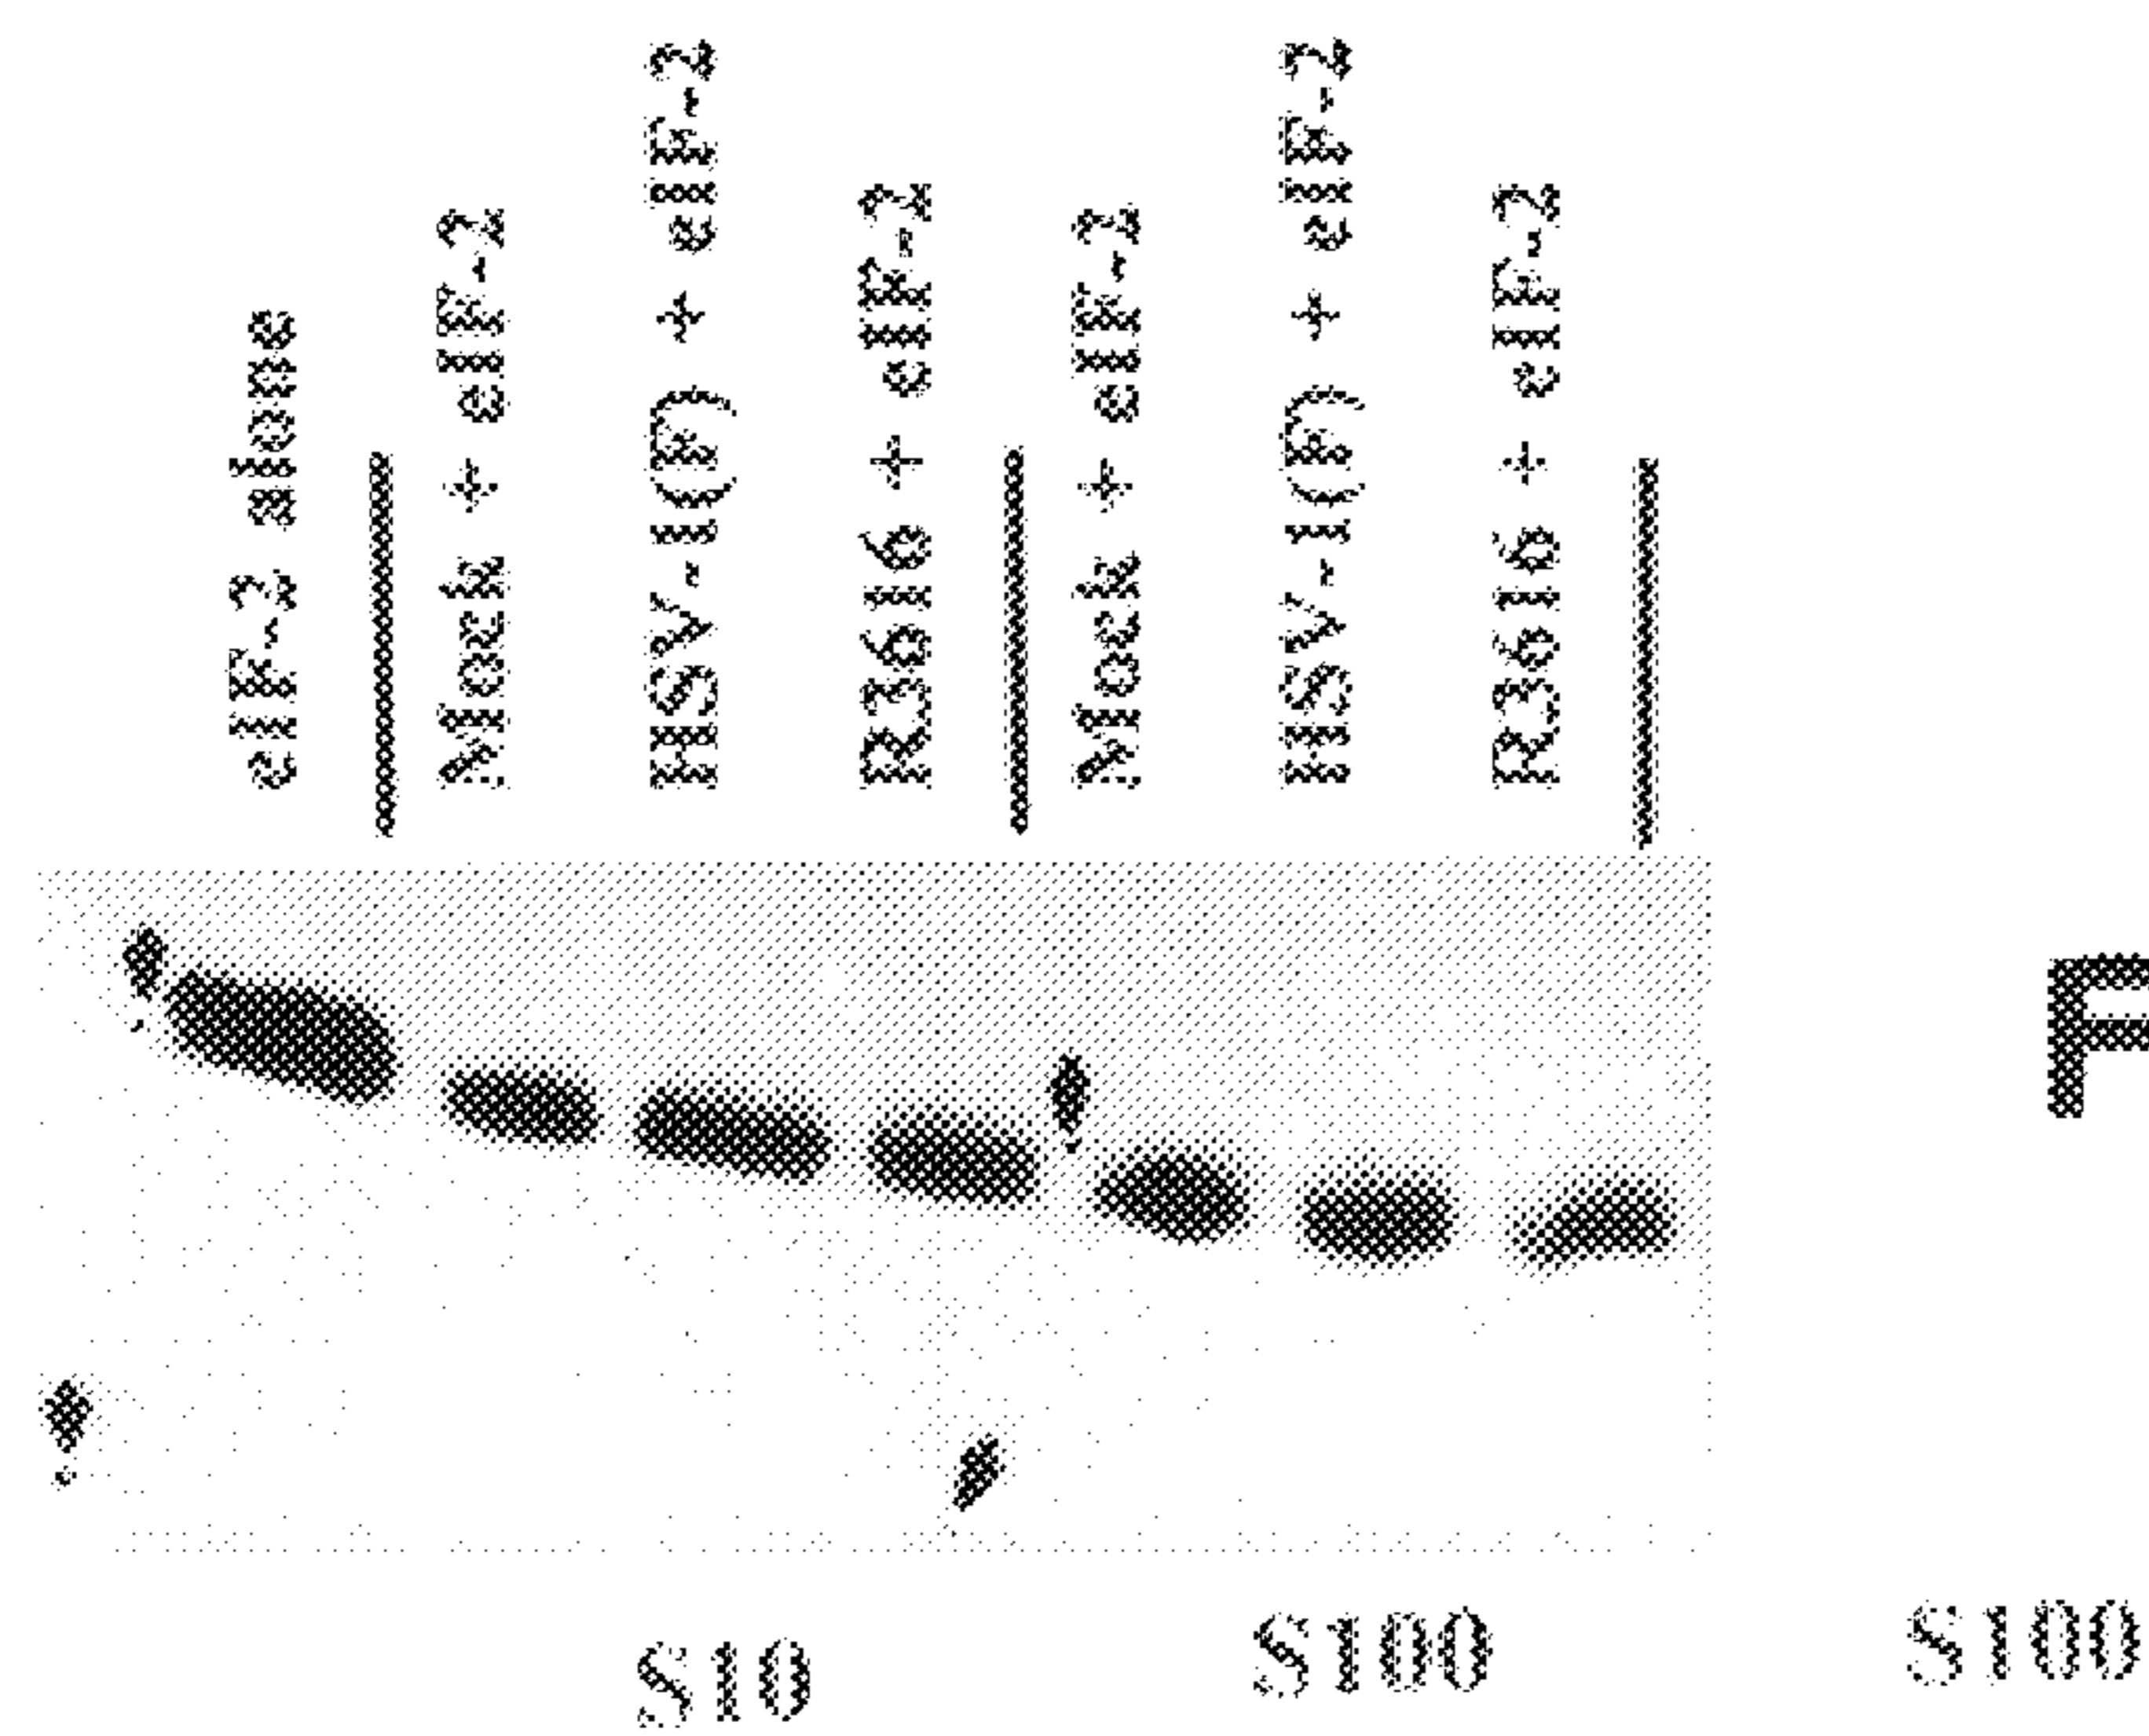 eIF-2 alone
Mock + eIF-2
HSV-1(F) + eIF-2
R3616 + eIF-2
Mock + eIF-2
HSV-1(F) + eIF-2
R3616 + eIF-2
F
S10
S100
S100